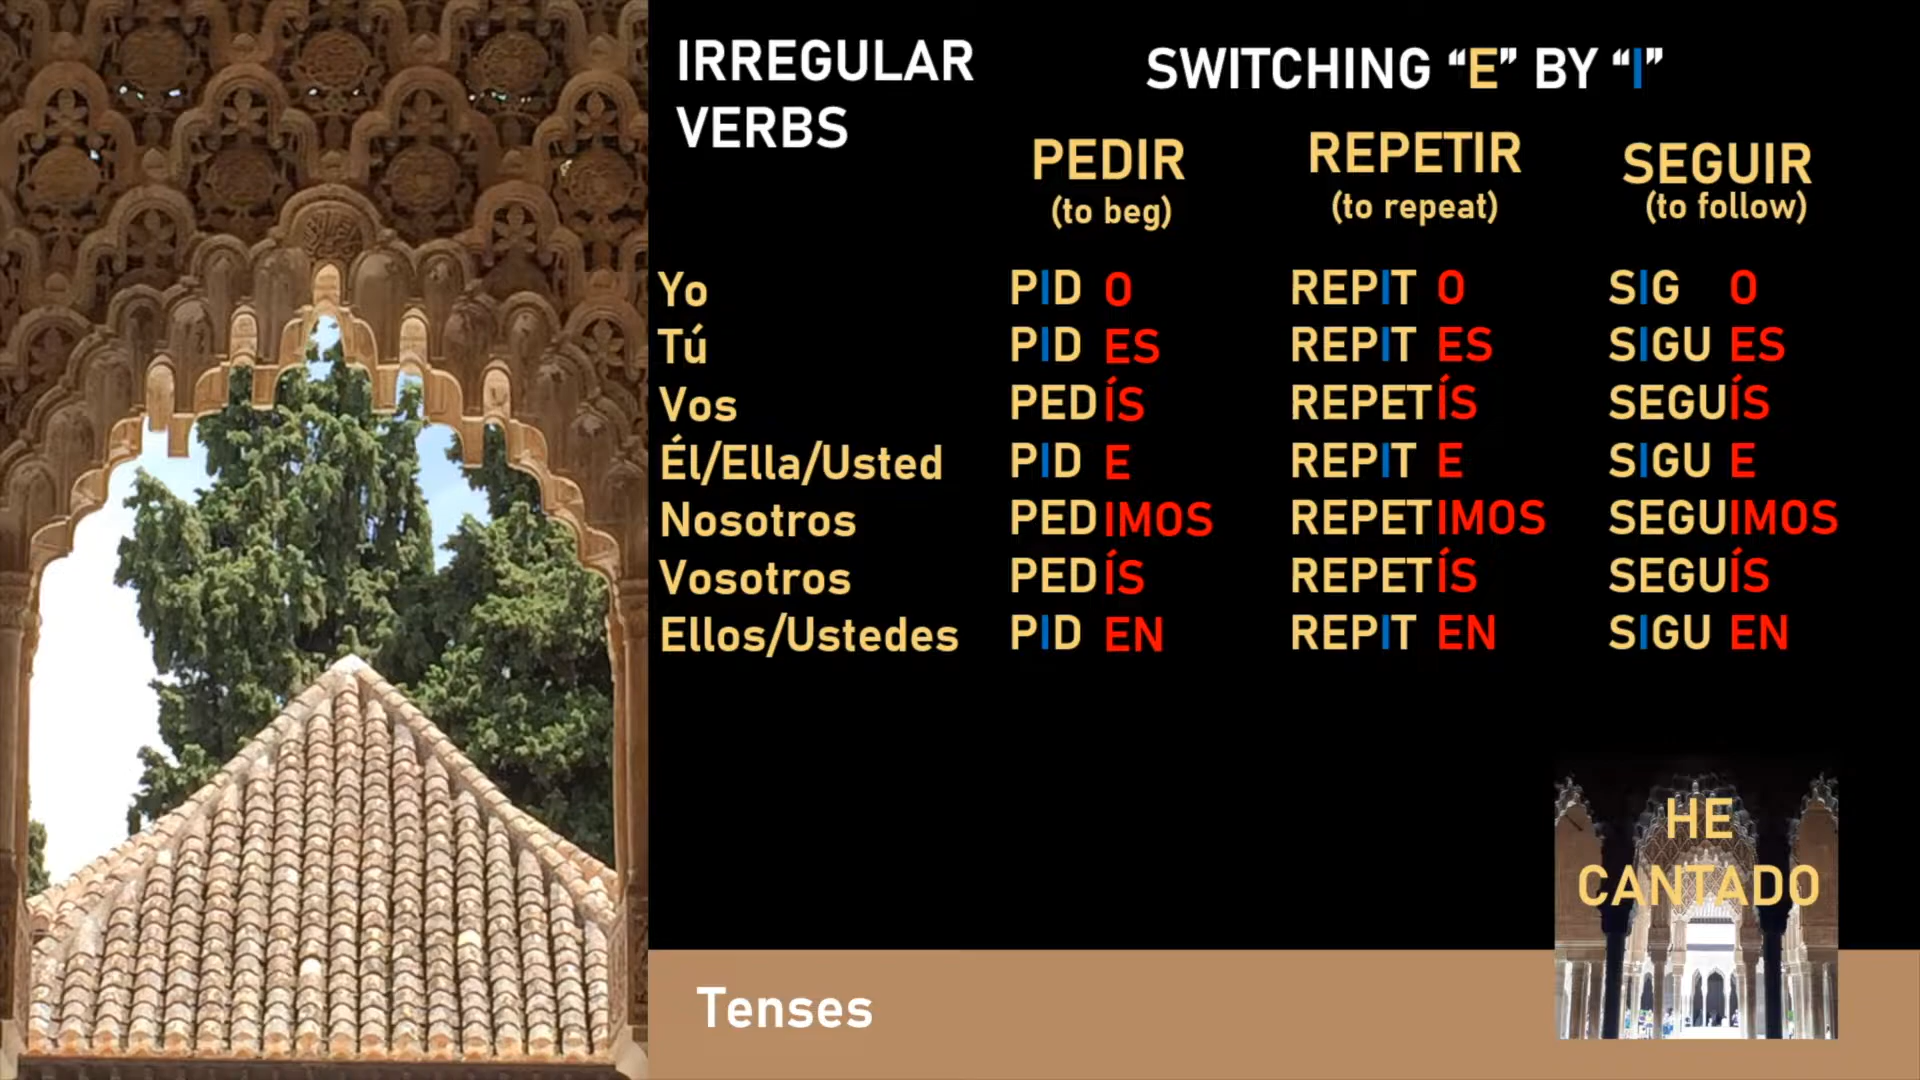 IRREGULAR
VERBS
SWITCHING “E” BY “I”
PEDIR REPETIR SEGUIR
(to beg) (to repeat) (to follow)
Yo PID O REPIT O SIG O
Tú PID ES REPIT ES SIGU ES
Vos PEDÍS REPETÍS SEGUÍS
Él/Ella/Usted PID E REPIT E SIGU E
Nosotros PEDIMOS REPETIMOS SEGUIMOS
Vosotros PEDÍS REPETÍS SEGUÍS
Ellos/Ustedes PID EN REPIT EN SIGU EN
HE
CANTADO
Tenses